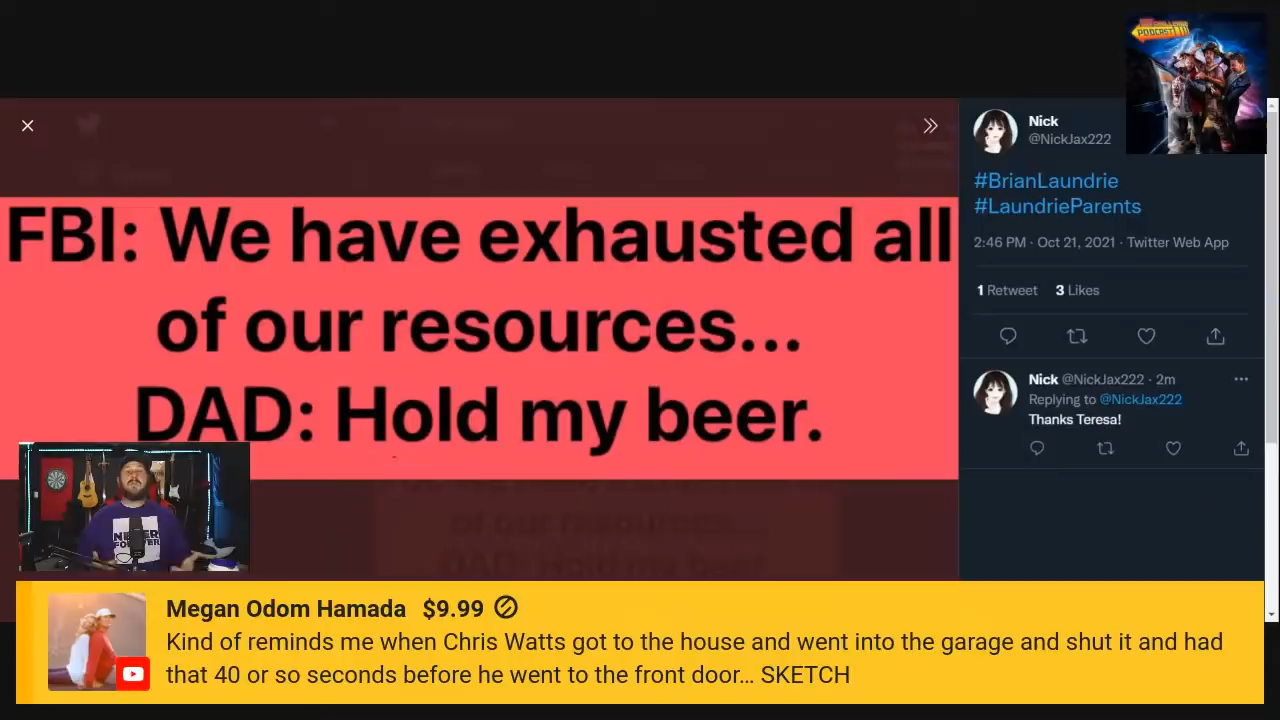 PODCAST
Nick
@NickJax222
#BrianLaundrie
#LaundrieParents
2:46 PM · Oct 21, 2021 · Twitter Web App
1 Retweet 3 Likes
Nick @NickJax222 · 2m
Replying to @NickJax222
Thanks Teresa!
FBI: We have exhausted all
of our resources...
DAD: Hold my beer.
Megan Odom Hamada $9.99
Kind of reminds me when Chris Watts got to the house and went into the garage and shut it and had
that 40 or so seconds before he went to the front door... SKETCH